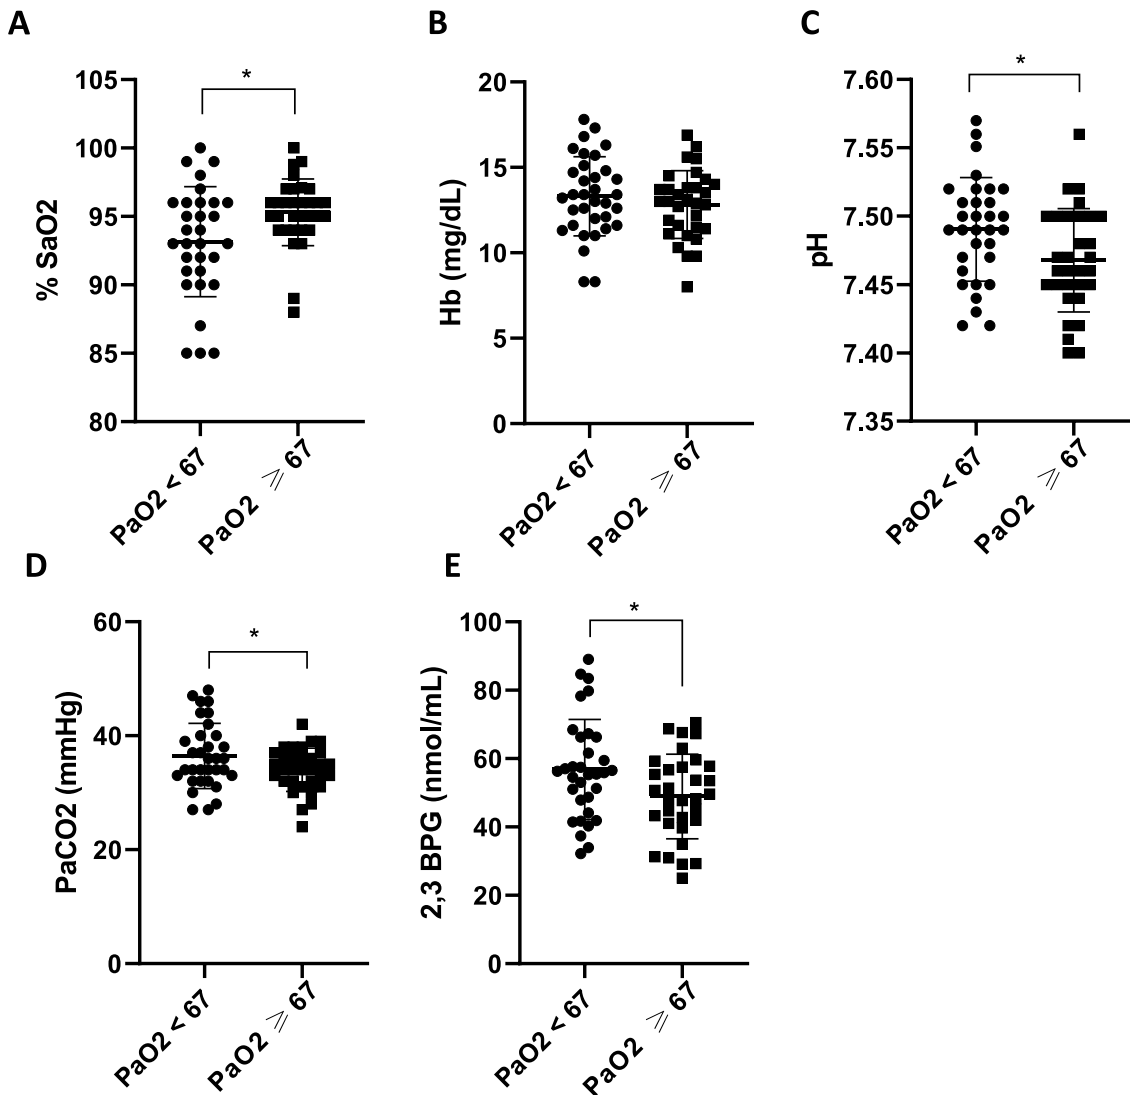 A
B
C
*
*
% SaO2
105
100
95
90
85
80
PaO2 < 67
PaO2 ⩾ 67
Hb (mg/dL)
20
15
10
5
0
PaO2 < 67
PaO2 ⩾ 67
pH
7.60
7.55
7.50
7.45
7.40
7.35
PaO2 < 67
PaO2 ⩾ 67
D
E
*
*
PaCO2 (mmHg)
60
40
20
0
PaO2 < 67
PaO2 ⩾ 67
2,3 BPG (nmol/mL)
100
80
60
40
20
0
PaO2 < 67
PaO2 ⩾ 67